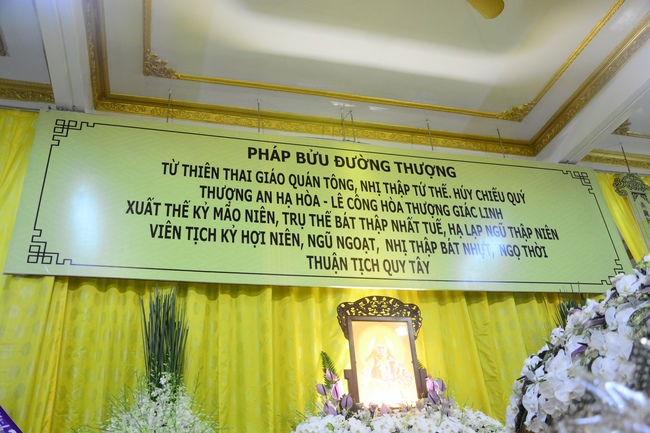 PHÁP BỬU ĐƯỜNG THƯỢNG
TỪ THIÊN THAI GIÁO QUÁN TÔNG, NHỊ THẬP TỨ THẾ. HÚY CHIẾU QUÝ
THƯỢNG AN HẠ HÒA - LÊ CÔNG HÒA THƯỢNG GIÁC LINH
XUẤT THẾ KỶ MÃO NIÊN, TRỤ THẾ BÁT THẬP NHẤT TUẾ, HẠ LẠP NGŨ THẬP NIÊN
VIÊN TỊCH KỶ HỢI NIÊN, NGŨ NGOẠT, NHỊ THẬP BÁT NHỰT, NGỌ THỜI
THUẬN TỊCH QUY TÂY